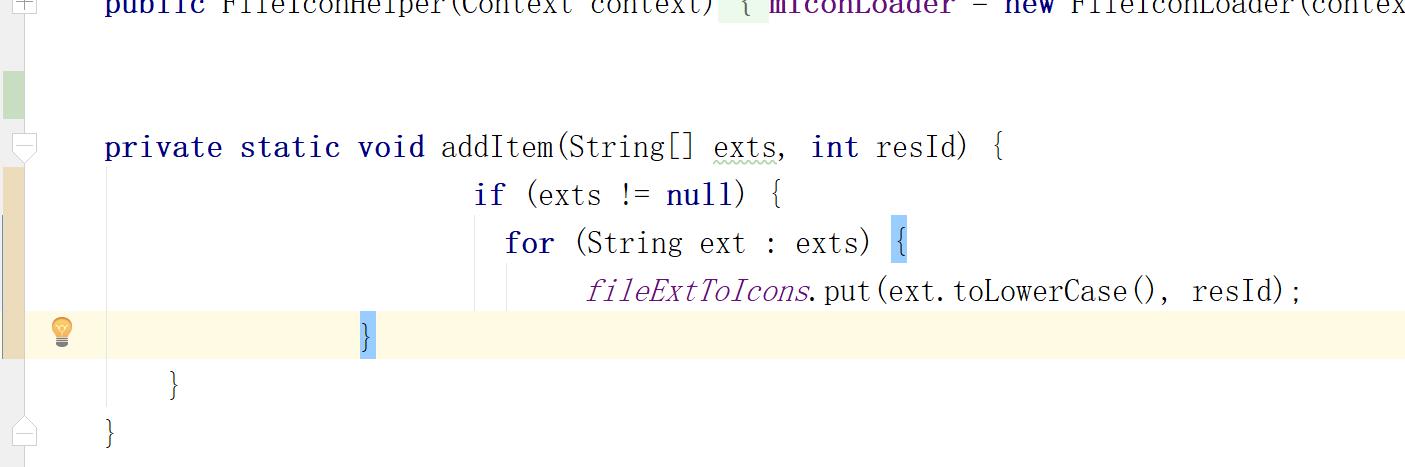 public FileIconHelper(Context context) { mIconLoader = new FileIconLoader(contex
private static void addItem(String[] exts, int resId) {
if (exts != null) {
for (String ext : exts) {
fileExtToIcons.put(ext.toLowerCase(), resId);
}
}
}